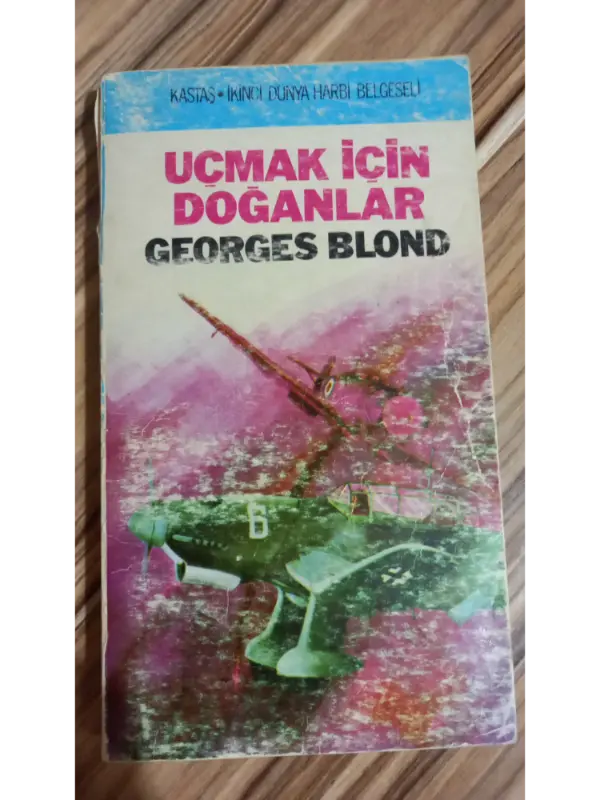 KASTAŞ • İKİNCİ DÜNYA HARBİ BELGESELİ
UÇMAK İÇİN
DOĞANLAR
GEORGES BLOND
6